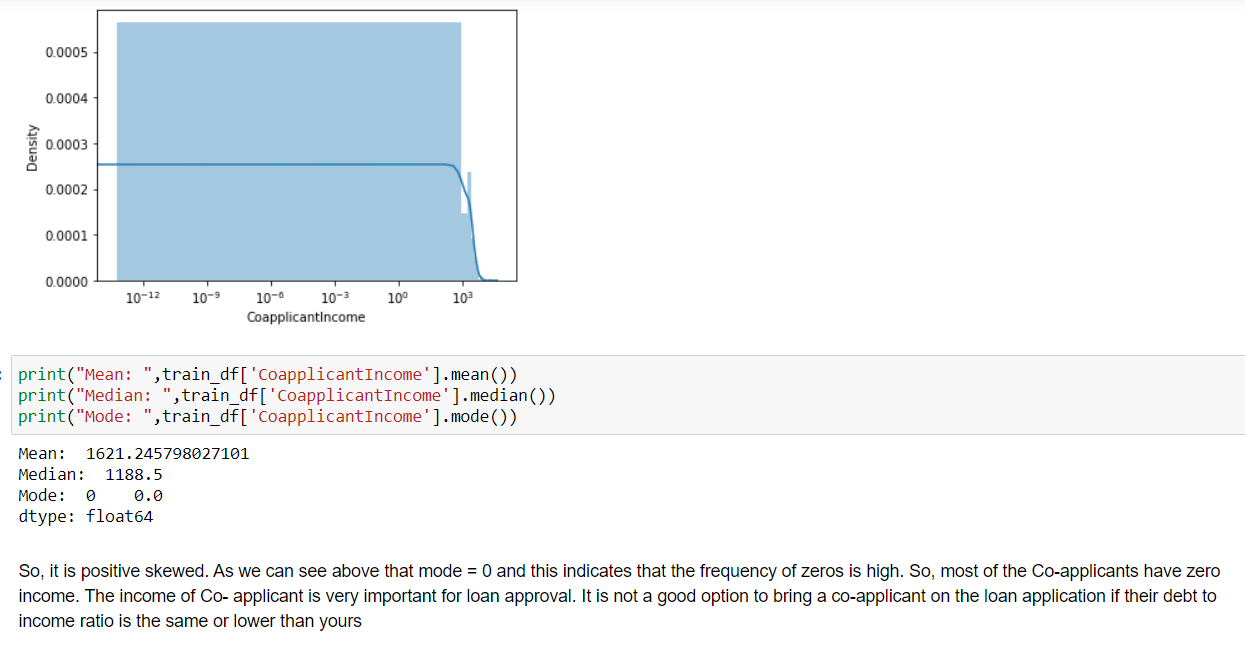 0.0005
0.0004
0.0003
0.0002
0.0001
0.0000
Density
10⁻¹² 10⁻⁹ 10⁻⁶ 10⁻³ 10⁰ 10³
CoapplicantIncome
print("Mean: ",train_df['CoapplicantIncome'].mean())
print("Median: ",train_df['CoapplicantIncome'].median())
print("Mode: ",train_df['CoapplicantIncome'].mode())
Mean:  1621.245798027101
Median:  1188.5
Mode:  0    0.0
dtype: float64
So, it is positive skewed. As we can see above that mode = 0 and this indicates that the frequency of zeros is high. So, most of the Co-applicants have zero
income. The income of Co- applicant is very important for loan approval. It is not a good option to bring a co-applicant on the loan application if their debt to
income ratio is the same or lower than yours